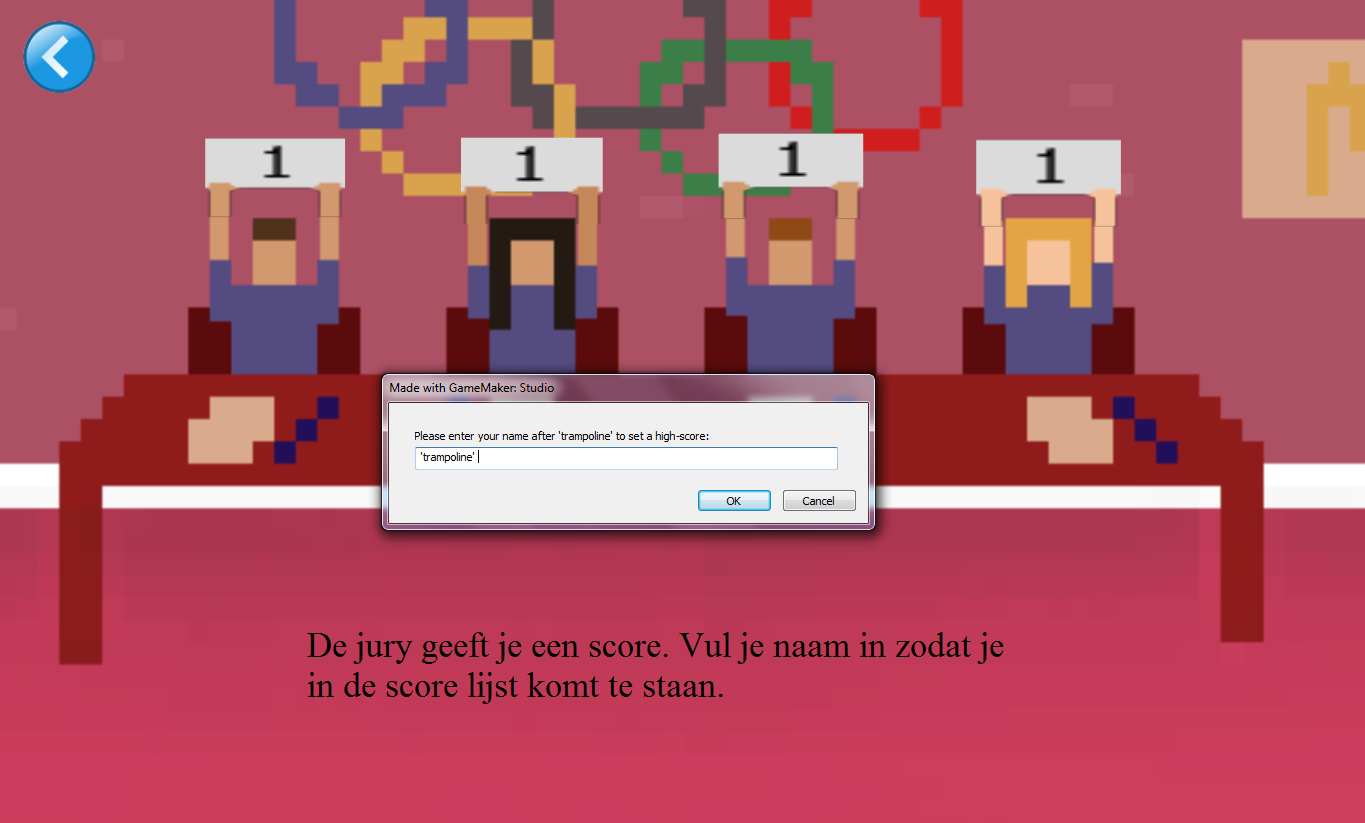 1 1 1 1
Made with GameMaker: Studio
Please enter your name after 'trampoline' to set a high-score:
'trampoline'
OK Cancel
De jury geeft je een score. Vul je naam in zodat je
in de score lijst komt te staan.